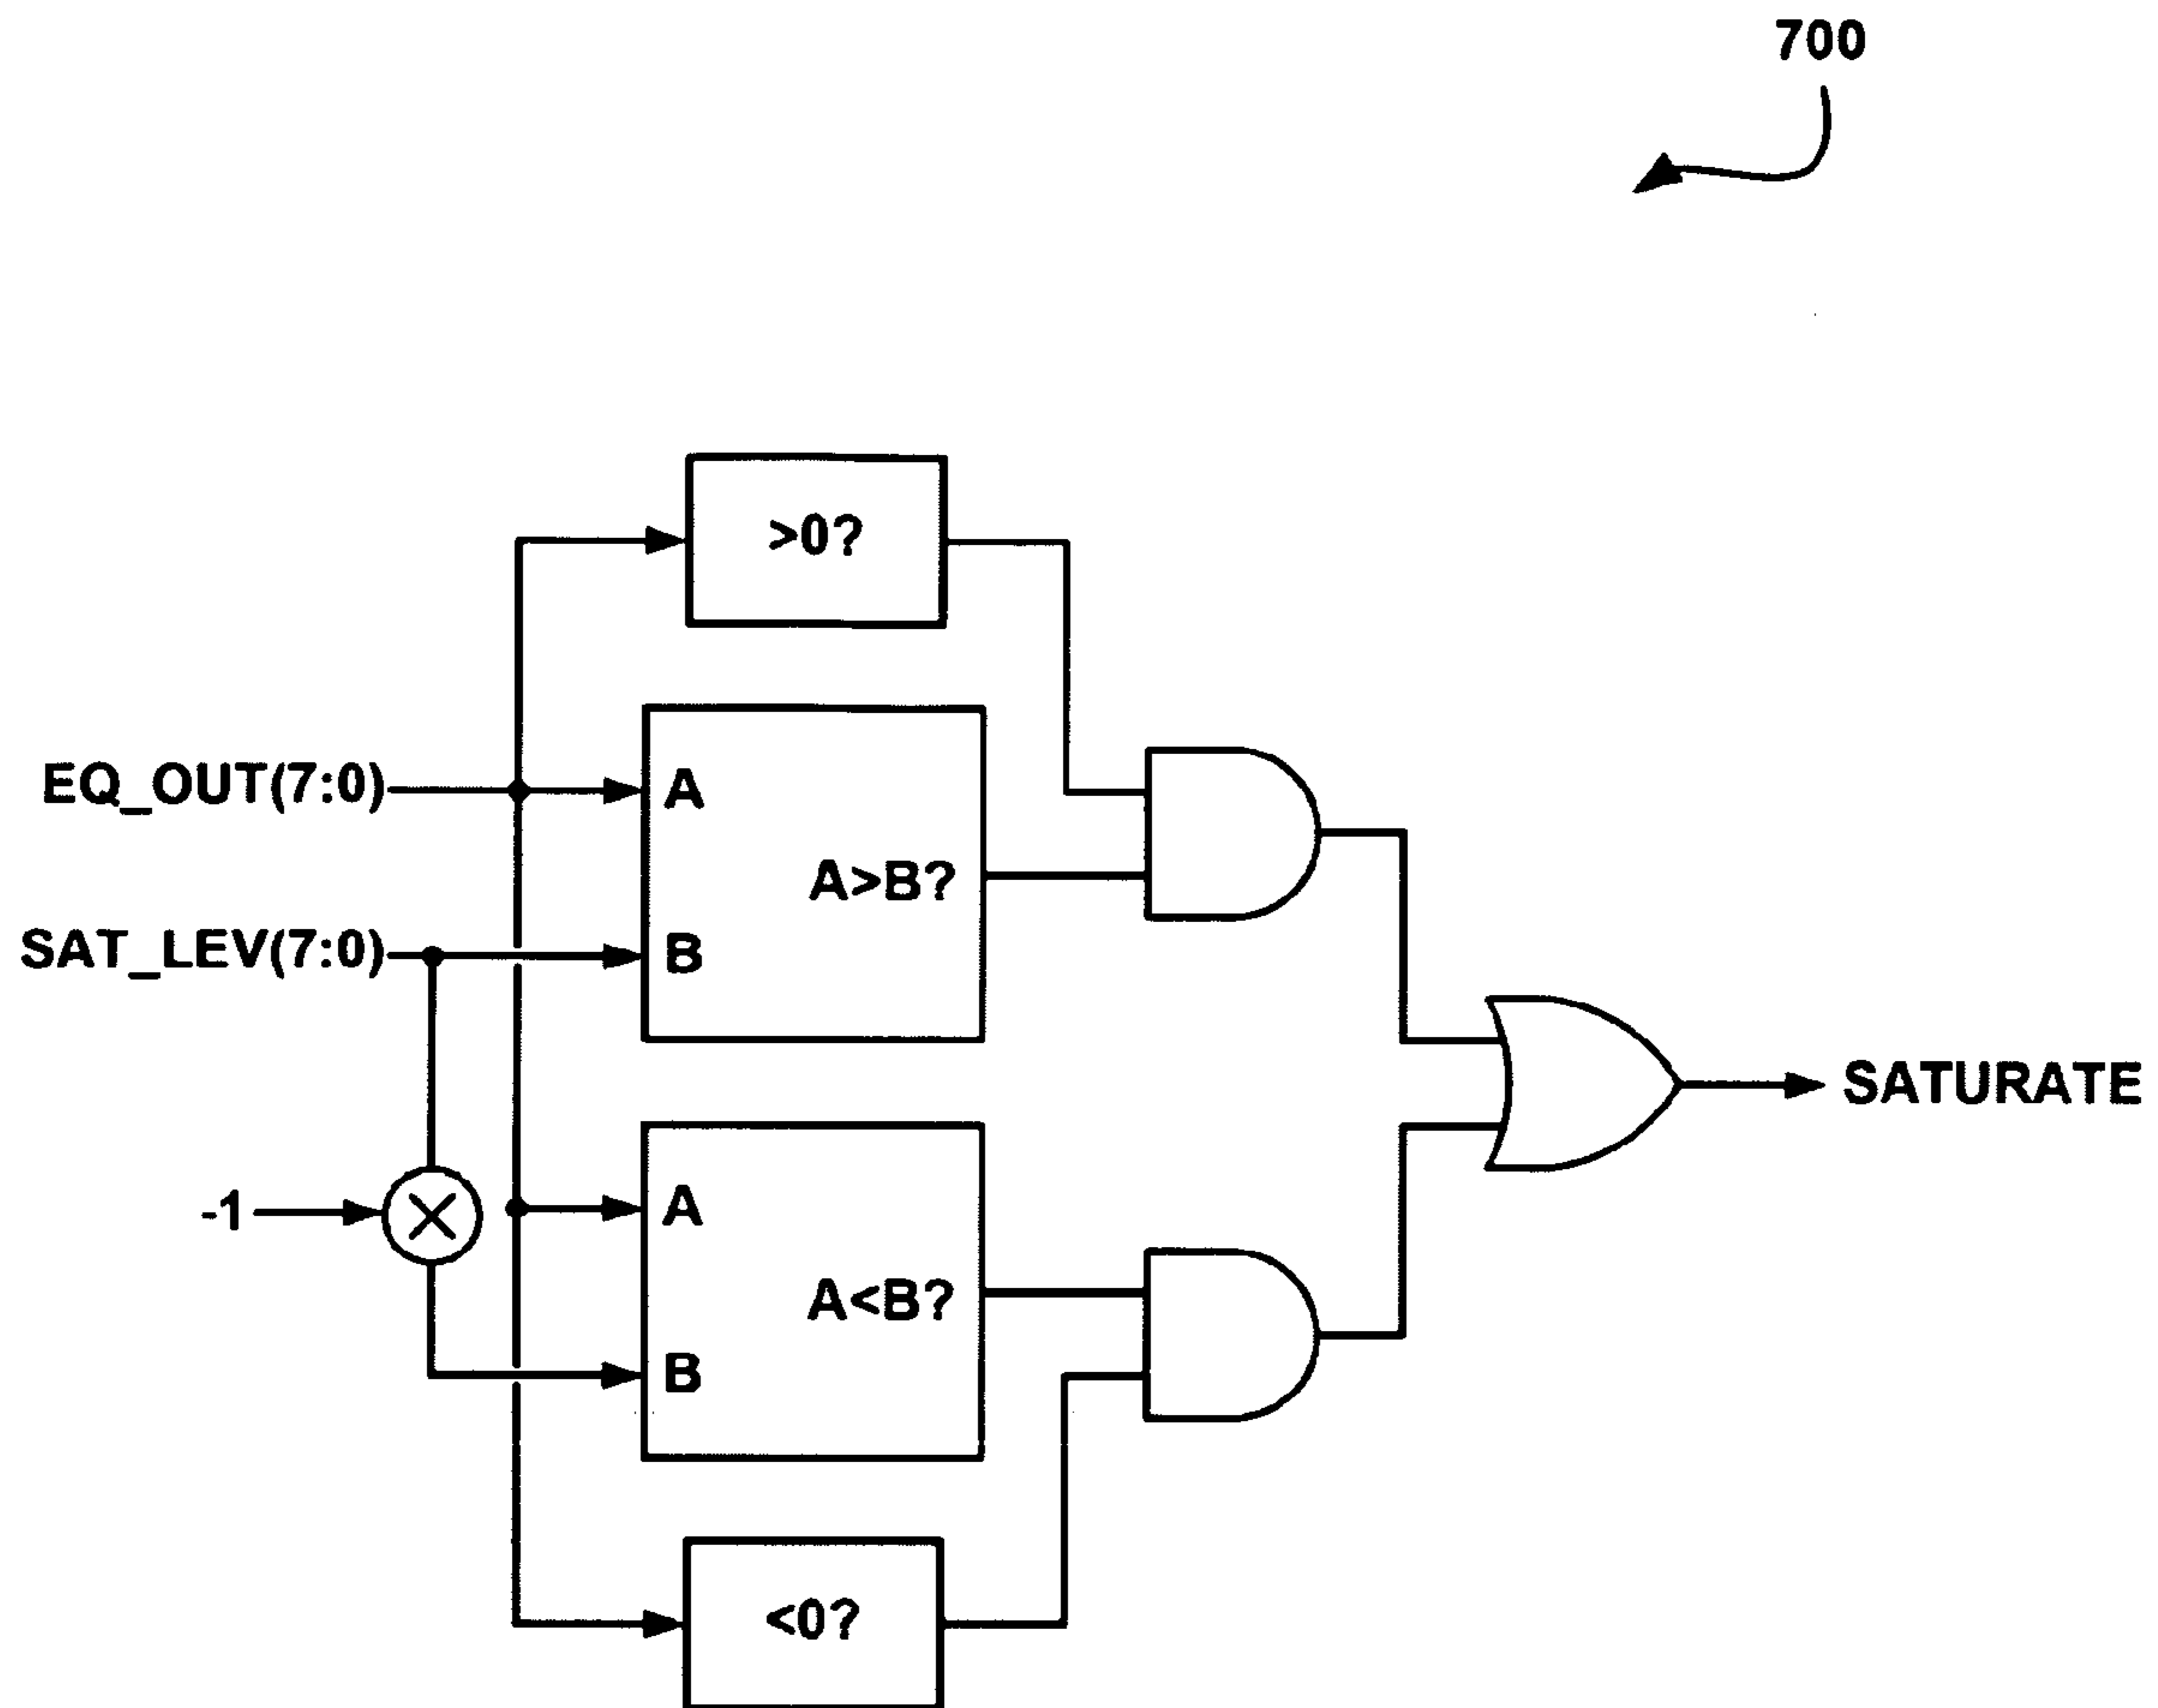 700
>0?
EQ_OUT(7:0)
A
A>B?
SAT_LEV(7:0)
B
SATURATE
-1
A
A<B?
B
<0?